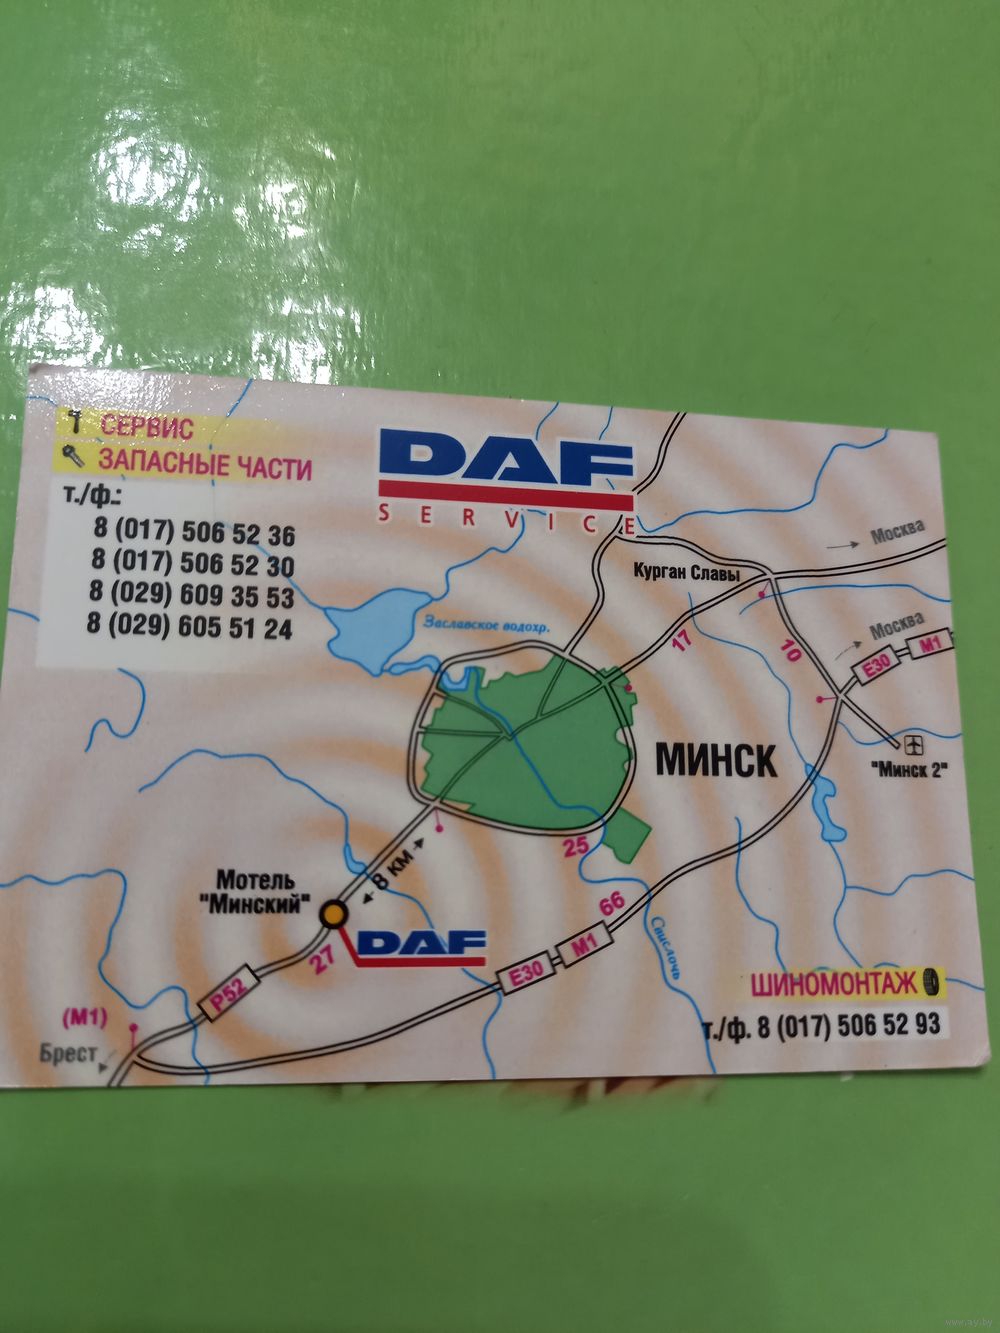 СЕРВИС
ЗАПАСНЫЕ ЧАСТИ
т./ф.:
8 (017) 506 52 36
8 (017) 506 52 30
8 (029) 609 35 53
8 (029) 605 51 24
DAF
SERVICE
Москва
Курган Славы
Заславское водохр.
17
10
Москва
E30
M1
"Минск 2"
МИНСК
25
8 КМ
66
Мотель
"Минский"
DAF
27
P52
E30
M1
Свислочь
(M1)
Брест
ШИНОМОНТАЖ
т./ф. 8 (017) 506 52 93
www.ay.by